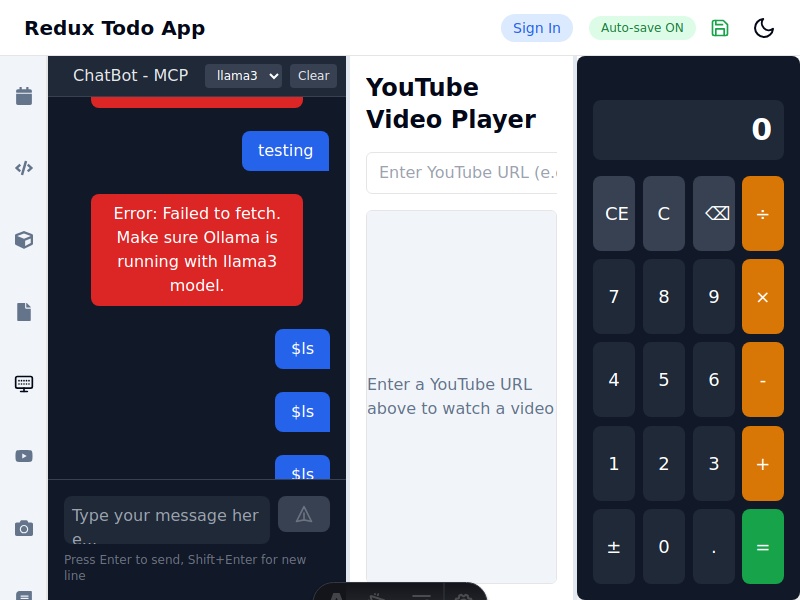 Redux Todo App
Sign In
Auto-save ON
ChatBot - MCP
llama3
Clear
testing
Error: Failed to fetch.
Make sure Ollama is
running with llama3
model.
$ls
$ls
$ls
Type your message her
e...
Press Enter to send, Shift+Enter for new
line
YouTube
Video Player
Enter YouTube URL (e.
Enter a YouTube URL
above to watch a video
0
CE
C
⌫
÷
7
8
9
×
4
5
6
-
1
2
3
+
±
0
.
=